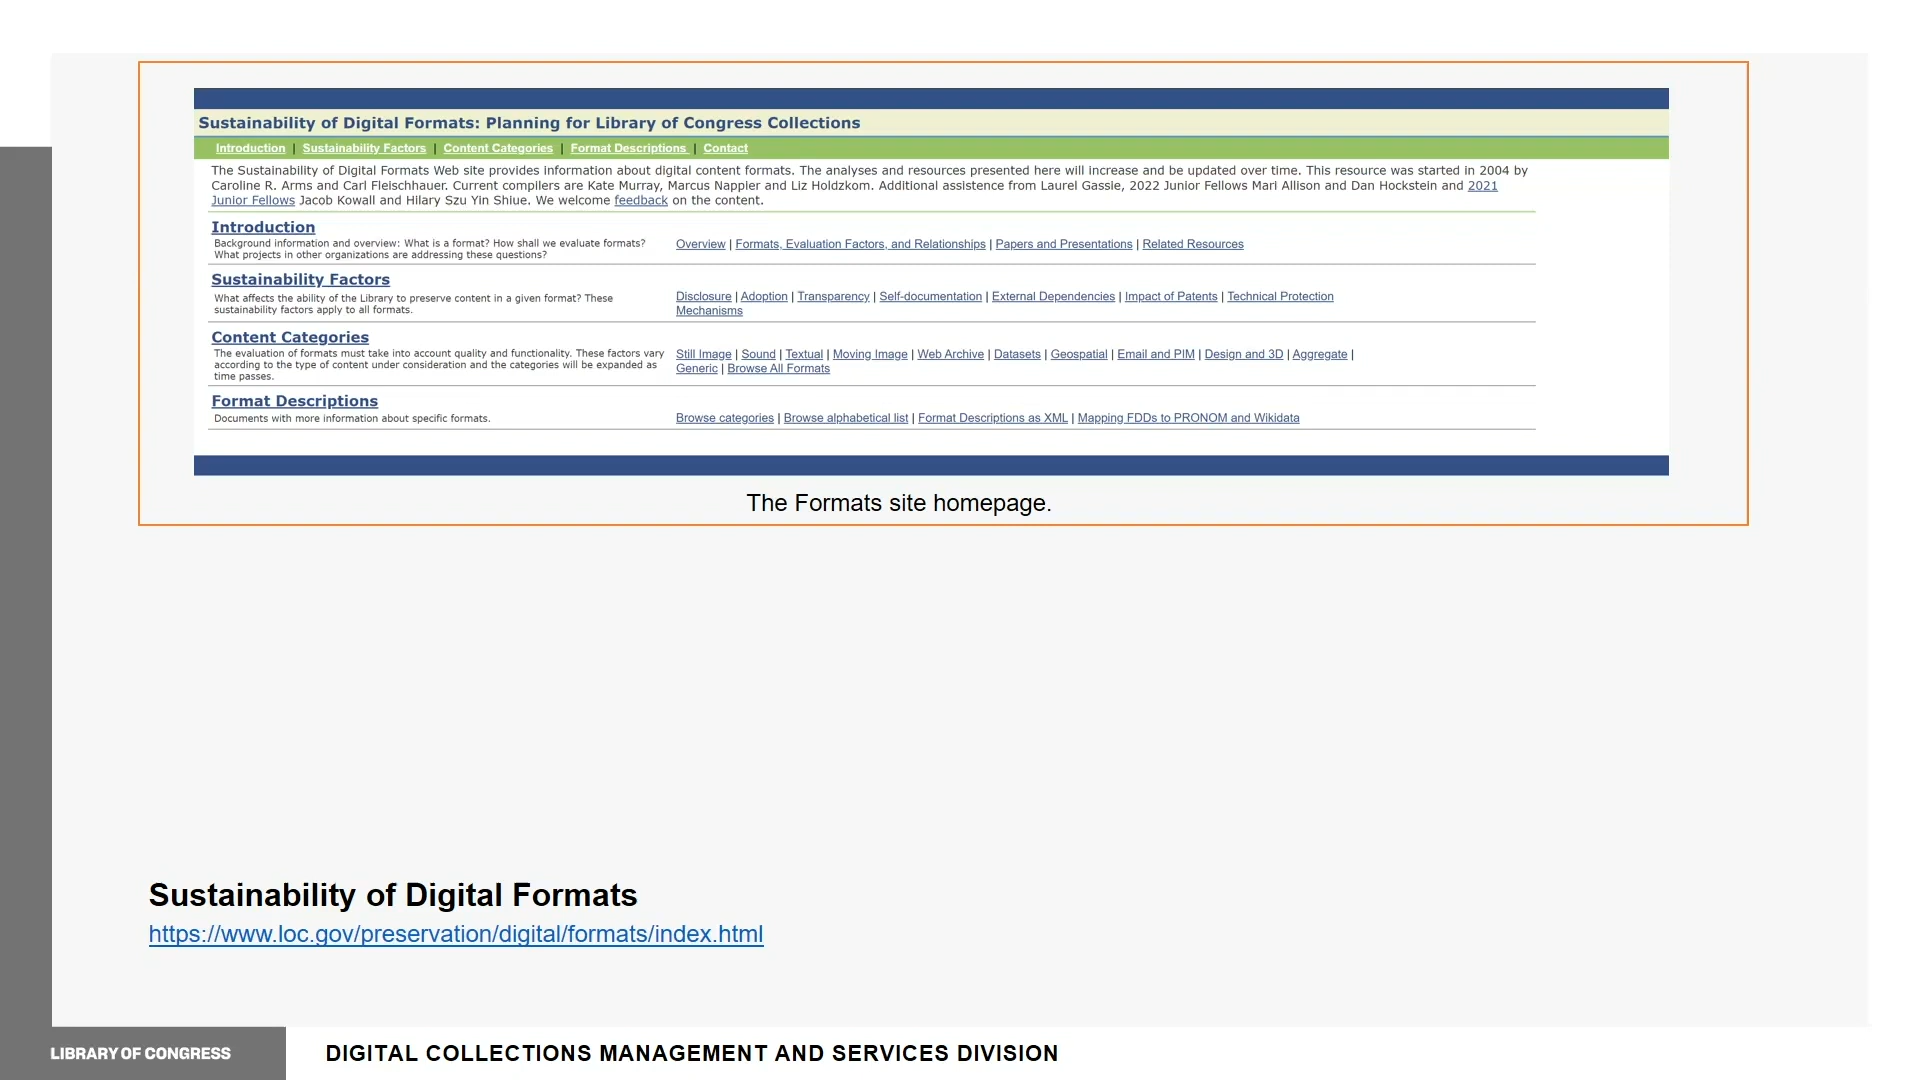 Sustainability of Digital Formats: Planning for Library of Congress Collections
Introduction | Sustainability Factors | Content Categories | Format Descriptions | Contact
The Sustainability of Digital Formats Web site provides information about digital content formats. The analyses and resources presented here will increase and be updated over time. This resource was started in 2004 by
Caroline R. Arms and Carl Fleischhauer. Current compilers are Kate Murray, Marcus Nappier and Liz Holdzkom. Additional assistence from Laurel Gassie, 2022 Junior Fellows Mari Allison and Dan Hockstein and 2021
Junior Fellows Jacob Kowall and Hilary Szu Yin Shiue. We welcome feedback on the content.
Introduction
Background information and overview: What is a format? How shall we evaluate formats?
What projects in other organizations are addressing these questions?
Overview | Formats, Evaluation Factors, and Relationships | Papers and Presentations | Related Resources
Sustainability Factors
What affects the ability of the Library to preserve content in a given format? These
sustainability factors apply to all formats.
Disclosure | Adoption | Transparency | Self-documentation | External Dependencies | Impact of Patents | Technical Protection
Mechanisms
Content Categories
The evaluation of formats must take into account quality and functionality. These factors vary
according to the type of content under consideration and the categories will be expanded as
time passes.
Still Image | Sound | Textual | Moving Image | Web Archive | Datasets | Geospatial | Email and PIM | Design and 3D | Aggregate |
Generic | Browse All Formats
Format Descriptions
Documents with more information about specific formats.
Browse categories | Browse alphabetical list | Format Descriptions as XML | Mapping FDDs to PRONOM and Wikidata
The Formats site homepage.
Sustainability of Digital Formats
https://www.loc.gov/preservation/digital/formats/index.html
LIBRARY OF CONGRESS
DIGITAL COLLECTIONS MANAGEMENT AND SERVICES DIVISION